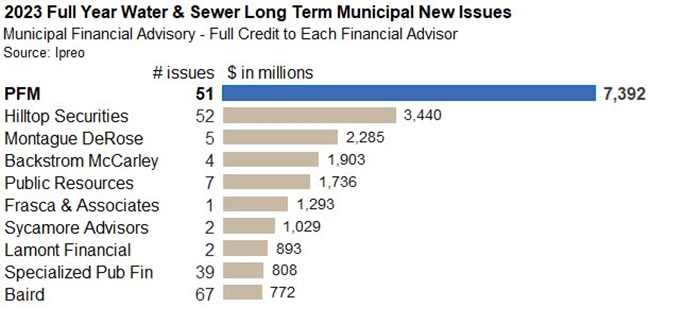 2023 Full Year Water & Sewer Long Term Municipal New Issues
Municipal Financial Advisory - Full Credit to Each Financial Advisor
Source: Ipreo
# issues $ in millions
PFM 51 7,392
Hilltop Securities 52 3,440
Montague DeRose 5 2,285
Backstrom McCarley 4 1,903
Public Resources 7 1,736
Frasca & Associates 1 1,293
Sycamore Advisors 2 1,029
Lamont Financial 2 893
Specialized Pub Fin 39 808
Baird 67 772